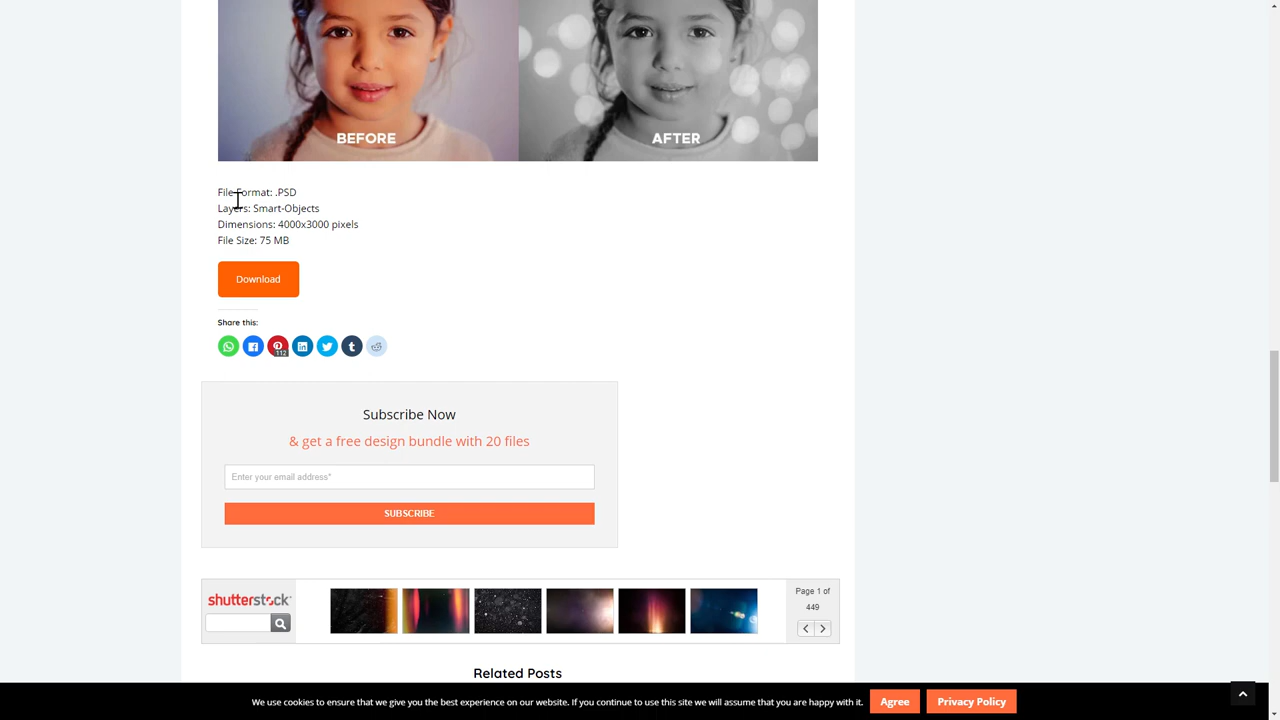 BEFORE
AFTER
File Format: .PSD
Layers: Smart-Objects
Dimensions: 4000x3000 pixels
File Size: 75 MB
Download
Share this:
112
Subscribe Now
& get a free design bundle with 20 files
Enter your email address*
SUBSCRIBE
shutterstock
Page 1 of
449
Related Posts
We use cookies to ensure that we give you the best experience on our website. If you continue to use this site we will assume that you are happy with it.
Agree
Privacy Policy